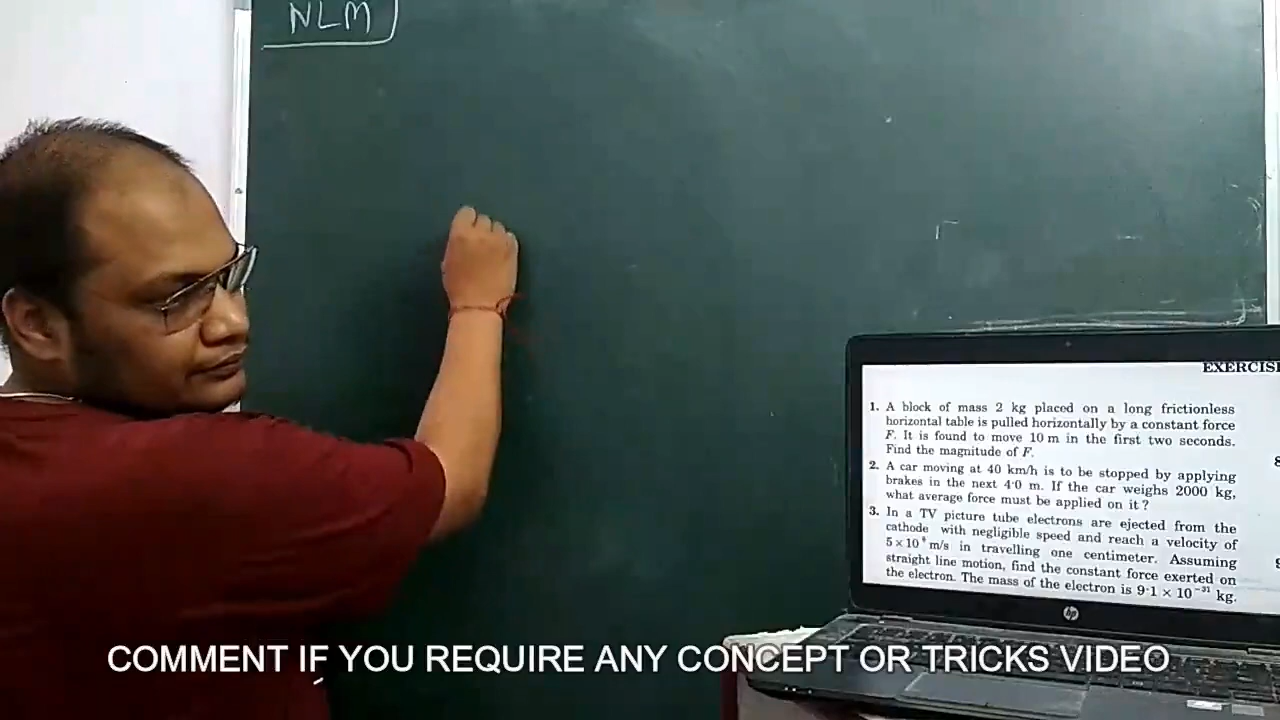 NLM
EXERCIS
1. A block of mass 2 kg placed on a long frictionless
horizontal table is pulled horizontally by a constant force
F. It is found to move 10 m in the first two seconds.
Find the magnitude of F.
2. A car moving at 40 km/h is to be stopped by applying
brakes in the next 4·0 m. If the car weighs 2000 kg,
what average force must be applied on it ?
3. In a TV picture tube electrons are ejected from the
cathode with negligible speed and reach a velocity of
5 × 10⁶ m/s in travelling one centimeter. Assuming
straight line motion, find the constant force exerted on
the electron. The mass of the electron is 9·1 × 10⁻³¹ kg.
hp
COMMENT IF YOU REQUIRE ANY CONCEPT OR TRICKS VIDEO